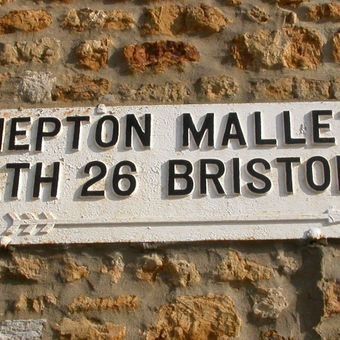 HEPTON MALLE
TH 26 BRISTO